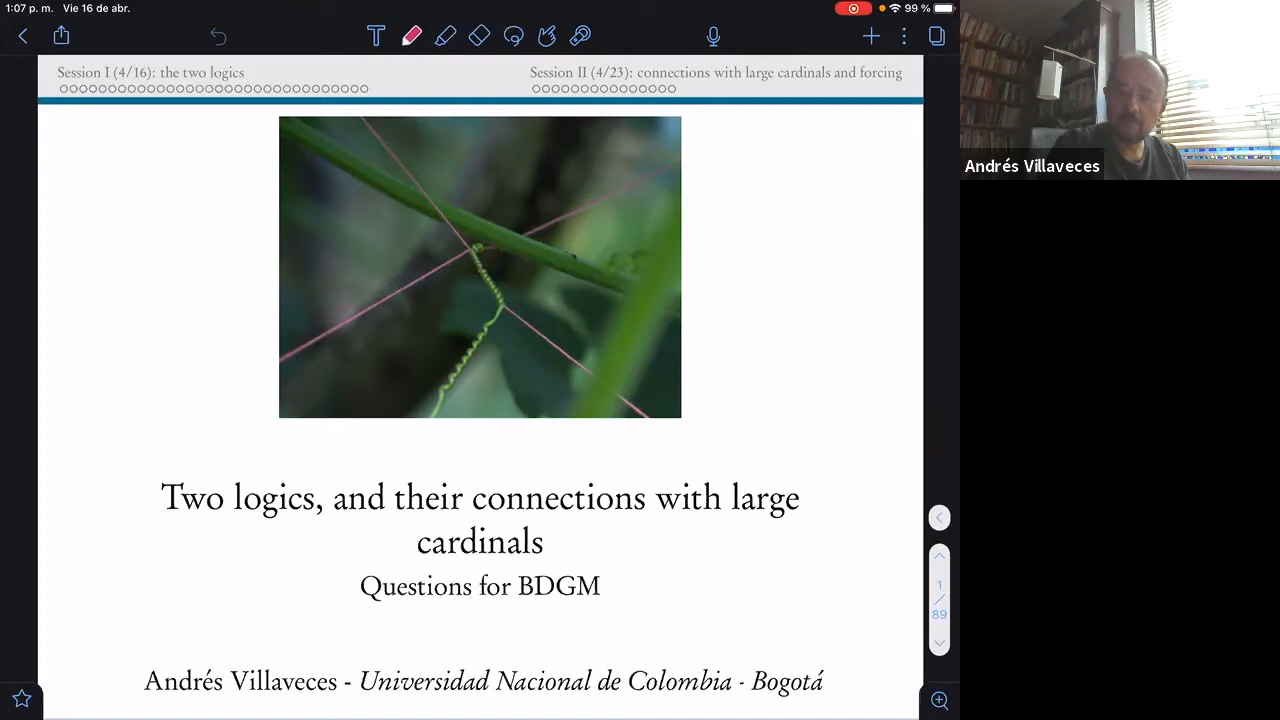 1:07 p. m. Vie 16 de abr.
99 %
Session I (4/16): the two logics
Session II (4/23): connections with large cardinals and forcing
Andrés Villaveces
Two logics, and their connections with large
cardinals
Questions for BDGM
1
/
89
Andrés Villaveces - Universidad Nacional de Colombia - Bogotá